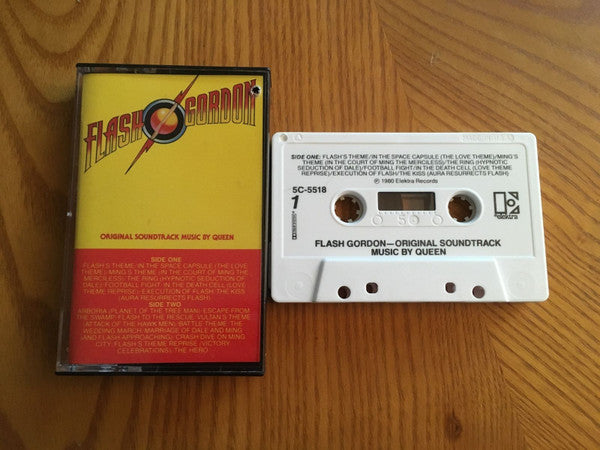 FLASH GORDON
ORIGINAL SOUNDTRACK MUSIC BY QUEEN
SIDE ONE
FLASH'S THEME/IN THE SPACE CAPSULE (THE LOVE
THEME)/MING'S THEME (IN THE COURT OF MING THE
MERCILESS)/THE RING (HYPNOTIC SEDUCTION OF
DALE)/FOOTBALL FIGHT/IN THE DEATH CELL (LOVE
THEME REPRISE)/EXECUTION OF FLASH/THE KISS
(AURA RESURRECTS FLASH)
SIDE TWO
ARBORIA (PLANET OF THE TREE MAN)/ESCAPE FROM
THE SWAMP/FLASH TO THE RESCUE/VULTAN'S THEME
(ATTACK OF THE HAWK MEN)/BATTLE THEME/THE
WEDDING MARCH/MARRIAGE OF DALE AND MING
(AND FLASH APPROACHING)/CRASH DIVE ON MING
CITY/FLASH'S THEME REPRISE (VICTORY
CELEBRATIONS)/THE HERO
SIDE ONE: FLASH'S THEME/IN THE SPACE CAPSULE (THE LOVE THEME)/MING'S
THEME (IN THE COURT OF MING THE MERCILESS)/THE RING (HYPNOTIC
SEDUCTION OF DALE)/FOOTBALL FIGHT/IN THE DEATH CELL (LOVE THEME
REPRISE)/EXECUTION OF FLASH/THE KISS (AURA RESURRECTS FLASH)
℗ 1980 Elektra Records
5C-5518
1
elektra
FLASH GORDON—ORIGINAL SOUNDTRACK
MUSIC BY QUEEN